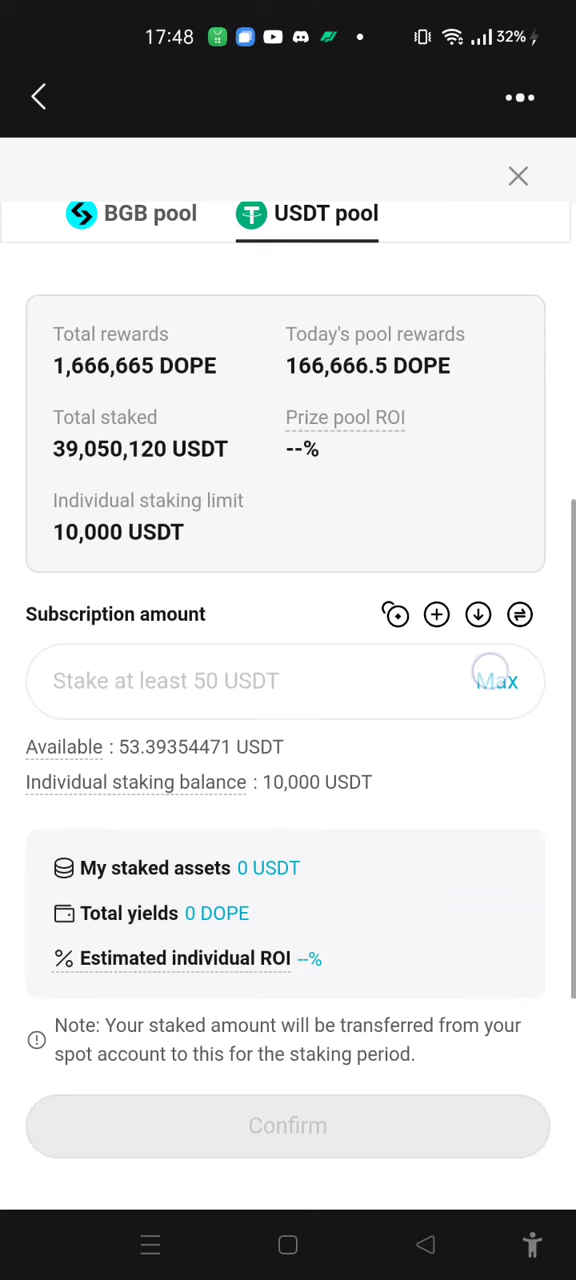 17:48 32%
BGB pool USDT pool
Total rewards Today's pool rewards
1,666,665 DOPE 166,666.5 DOPE
Total staked Prize pool ROI
39,050,120 USDT --%
Individual staking limit
10,000 USDT
Subscription amount
Stake at least 50 USDT Max
Available : 53.39354471 USDT
Individual staking balance : 10,000 USDT
My staked assets 0 USDT
Total yields 0 DOPE
% Estimated individual ROI --%
Note: Your staked amount will be transferred from your
spot account to this for the staking period.
Confirm